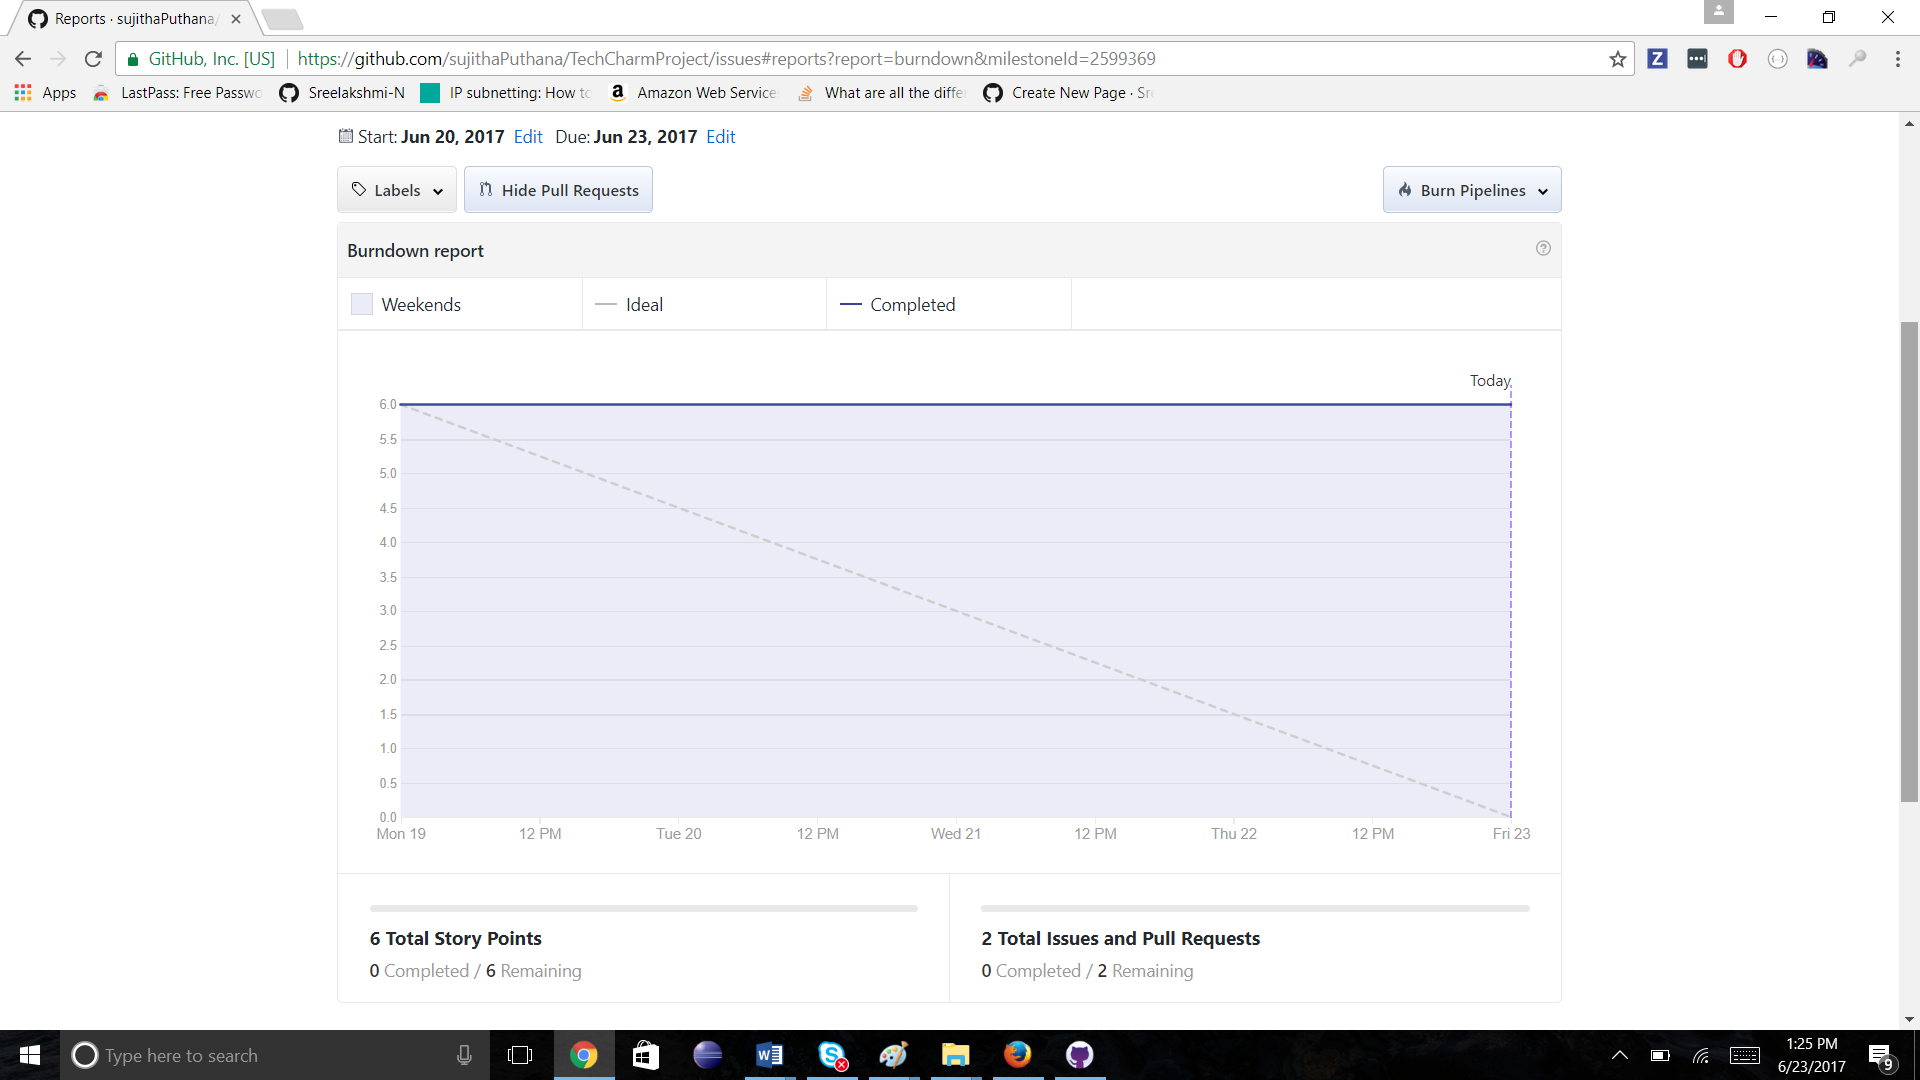 Reports · sujithaPuthana/
GitHub, Inc. [US] https://github.com/sujithaPuthana/TechCharmProject/issues#reports?report=burndown&milestoneId=2599369
Apps LastPass: Free Passwo Sreelakshmi-N IP subnetting: How to Amazon Web Service What are all the differ Create New Page · Sre
Start: Jun 20, 2017 Edit Due: Jun 23, 2017 Edit
Labels Hide Pull Requests Burn Pipelines
Burndown report
Weekends Ideal Completed
Today
6.0
5.5
5.0
4.5
4.0
3.5
3.0
2.5
2.0
1.5
1.0
0.5
0.0
Mon 19 12 PM Tue 20 12 PM Wed 21 12 PM Thu 22 12 PM Fri 23
6 Total Story Points
0 Completed / 6 Remaining
2 Total Issues and Pull Requests
0 Completed / 2 Remaining
Type here to search
1:25 PM
6/23/2017
9